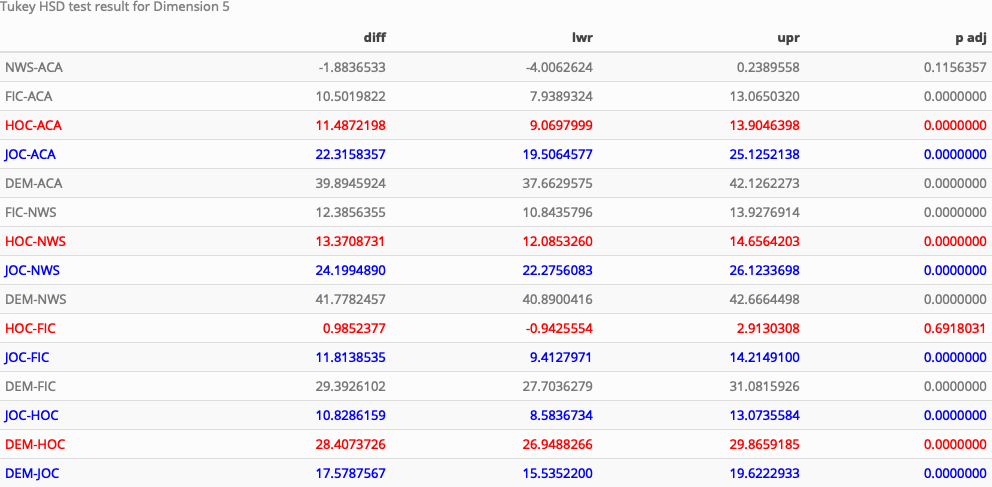 Tukey HSD test result for Dimension 5
diff lwr upr p adj
NWS-ACA -1.8836533 -4.0062624 0.2389558 0.1156357
FIC-ACA 10.5019822 7.9389324 13.0650320 0.0000000
HOC-ACA 11.4872198 9.0697999 13.9046398 0.0000000
JOC-ACA 22.3158357 19.5064577 25.1252138 0.0000000
DEM-ACA 39.8945924 37.6629575 42.1262273 0.0000000
FIC-NWS 12.3856355 10.8435796 13.9276914 0.0000000
HOC-NWS 13.3708731 12.0853260 14.6564203 0.0000000
JOC-NWS 24.1994890 22.2756083 26.1233698 0.0000000
DEM-NWS 41.7782457 40.8900416 42.6664498 0.0000000
HOC-FIC 0.9852377 -0.9425554 2.9130308 0.6918031
JOC-FIC 11.8138535 9.4127971 14.2149100 0.0000000
DEM-FIC 29.3926102 27.7036279 31.0815926 0.0000000
JOC-HOC 10.8286159 8.5836734 13.0735584 0.0000000
DEM-HOC 28.4073726 26.9488266 29.8659185 0.0000000
DEM-JOC 17.5787567 15.5352200 19.6222933 0.0000000